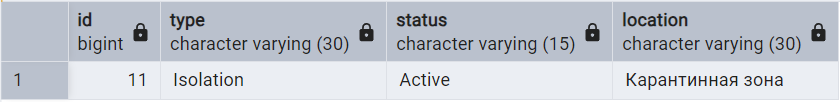 id type status location
bigint character varying (30) character varying (15) character varying (30)
1 11 Isolation Active Карантинная зона